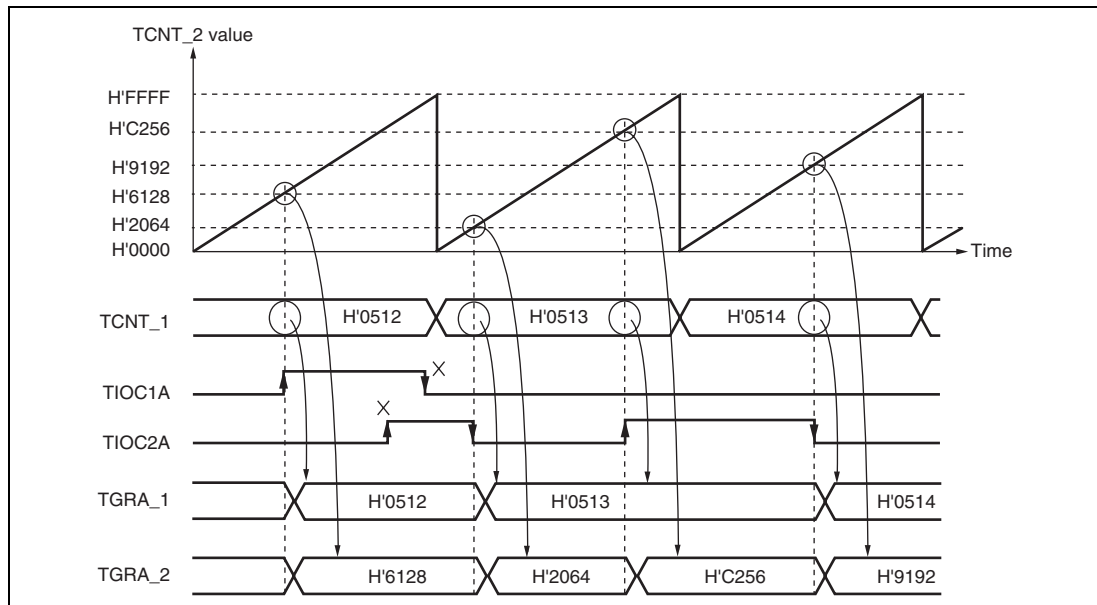 TCNT_2 value
H'FFFF
H'C256
H'9192
H'6128
H'2064
H'0000
Time
TCNT_1 H'0512 H'0513 H'0514
TIOC1A X
TIOC2A X
TGRA_1 H'0512 H'0513 H'0514
TGRA_2 H'6128 H'2064 H'C256 H'9192